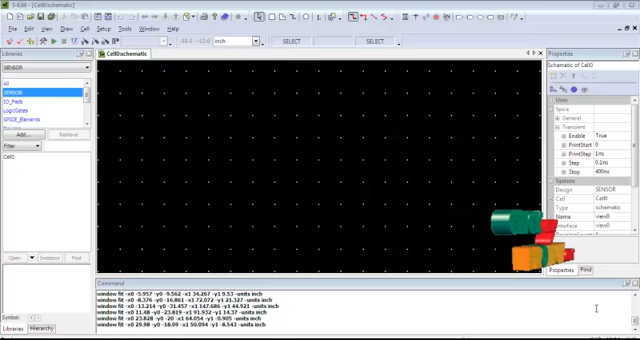 S-Edit - [Cell0:schematic]
File Edit View Draw Cell Setup Tools Window Help
48.4, -10.6 inch SELECT SELECT
Libraries
SENSOR
All
SENSOR
IO_Pads
LogicGates
SPICE_Elements
Add... Remove
Filter
Cell0
Open Instance Find
Symbol:
Libraries Hierarchy
Cell0:schematic
Properties
Schematic of Cell0
User
Spice
General
Transient
Enable True
PrintStart 0
PrintStep 1ns
Step 0.1ns
Stop 400ns
System
Design SENSOR
Cell Cell0
Type schematic
Name view0
Interface view0
Properties Find
Command
window fit -x0 -5.957 -y0 -9.562 -x1 34.267 -y1 9.53 -units inch
window fit -x0 -8.376 -y0 -16.861 -x1 72.072 -y1 21.327 -units inch
window fit -x0 -13.214 -y0 -31.457 -x1 147.686 -y1 44.921 -units inch
window fit -x0 11.48 -y0 -23.819 -x1 91.932 -y1 14.37 -units inch
window fit -x0 23.828 -y0 -20 -x1 64.054 -y1 -0.905 -units inch
window fit -x0 29.98 -y0 -18.09 -x1 50.094 -y1 -8.543 -units inch